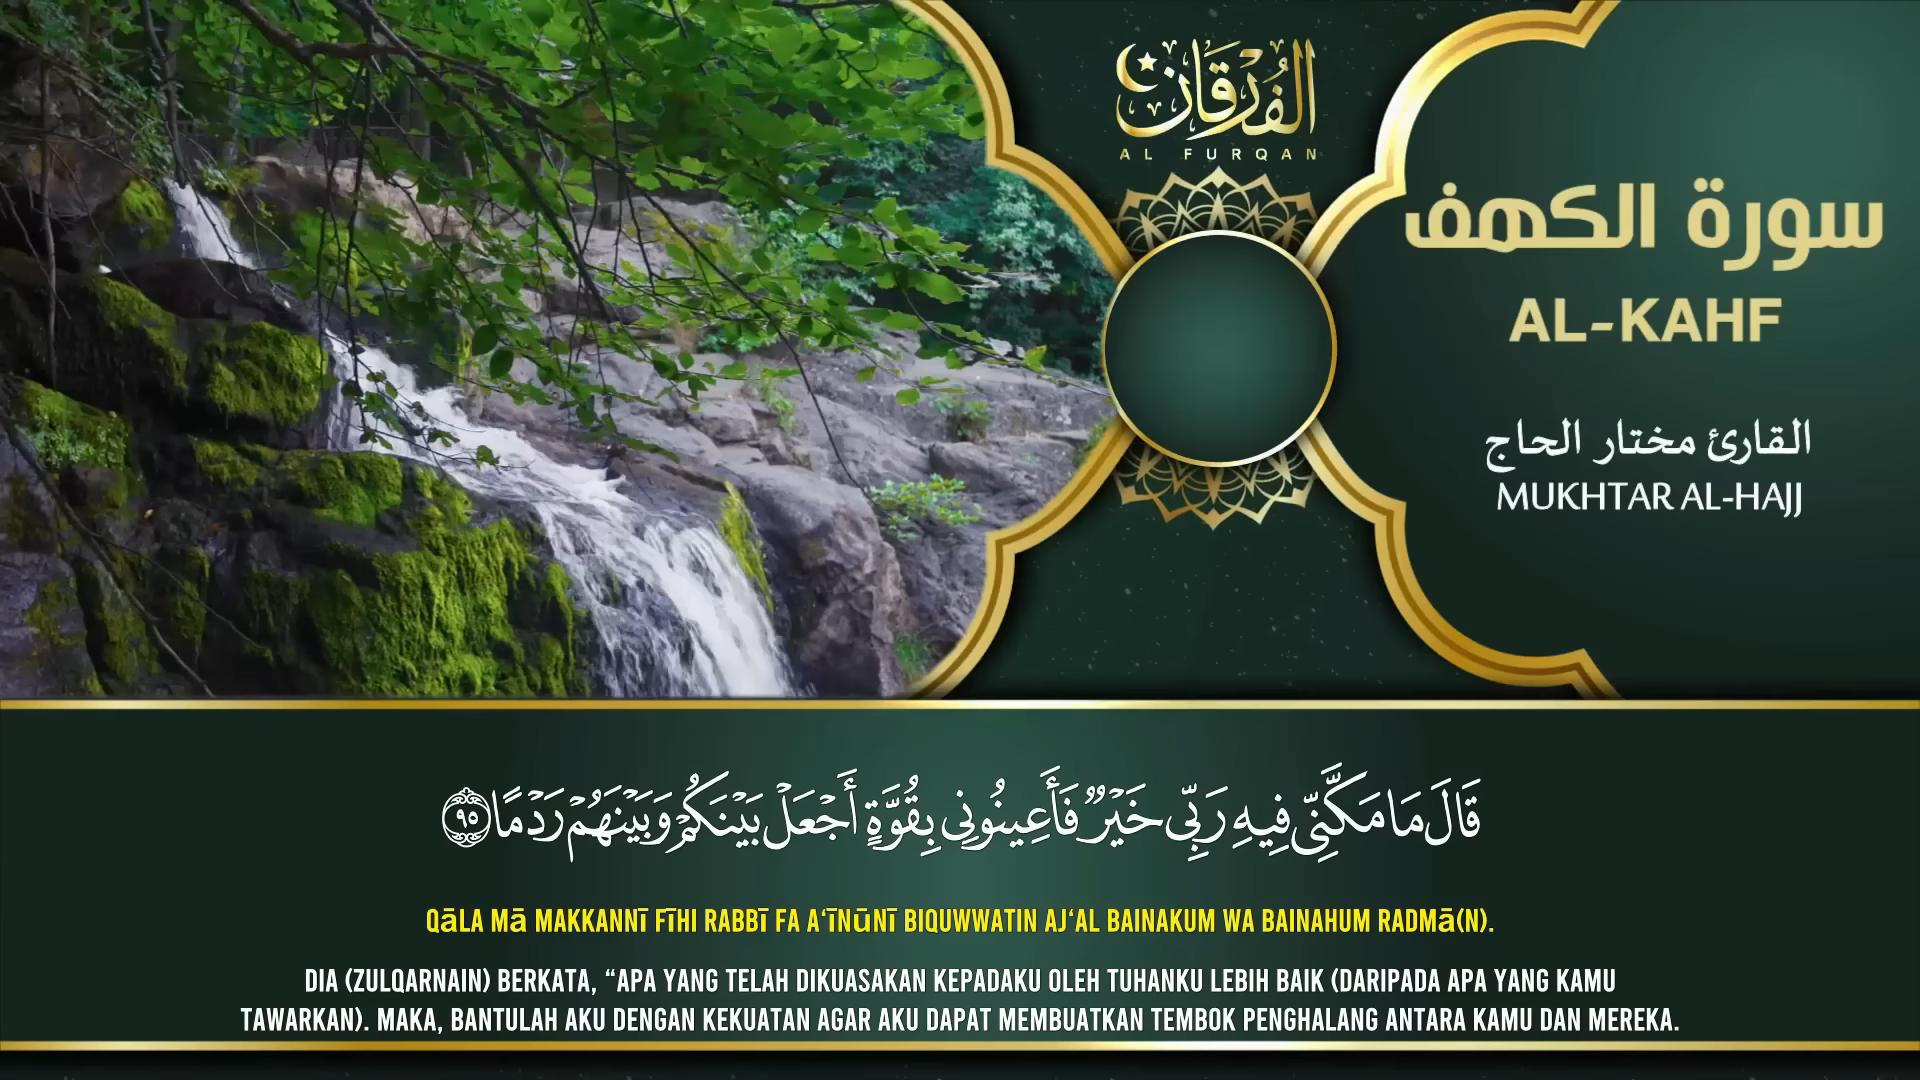 الفرقان
AL FURQAN
سورة الكهف
AL-KAHF
القارئ مختار الحاج
MUKHTAR AL-HAJJ
قَالَ مَا مَكَّنِّى فِيهِ رَبِّى خَيْرٌ فَأَعِينُونِى بِقُوَّةٍ أَجْعَلْ بَيْنَكُمْ وَبَيْنَهُمْ رَدْمًا ٩٥
QāLA Mā MAKKANNī FīHI RABBī FA A‘īNūNī BIQUWWATIN AJ‘AL BAINAKUM WA BAINAHUM RADMā(N).
DIA (ZULQARNAIN) BERKATA, “APA YANG TELAH DIKUASAKAN KEPADAKU OLEH TUHANKU LEBIH BAIK (DARIPADA APA YANG KAMU
TAWARKAN). MAKA, BANTULAH AKU DENGAN KEKUATAN AGAR AKU DAPAT MEMBUATKAN TEMBOK PENGHALANG ANTARA KAMU DAN MEREKA.